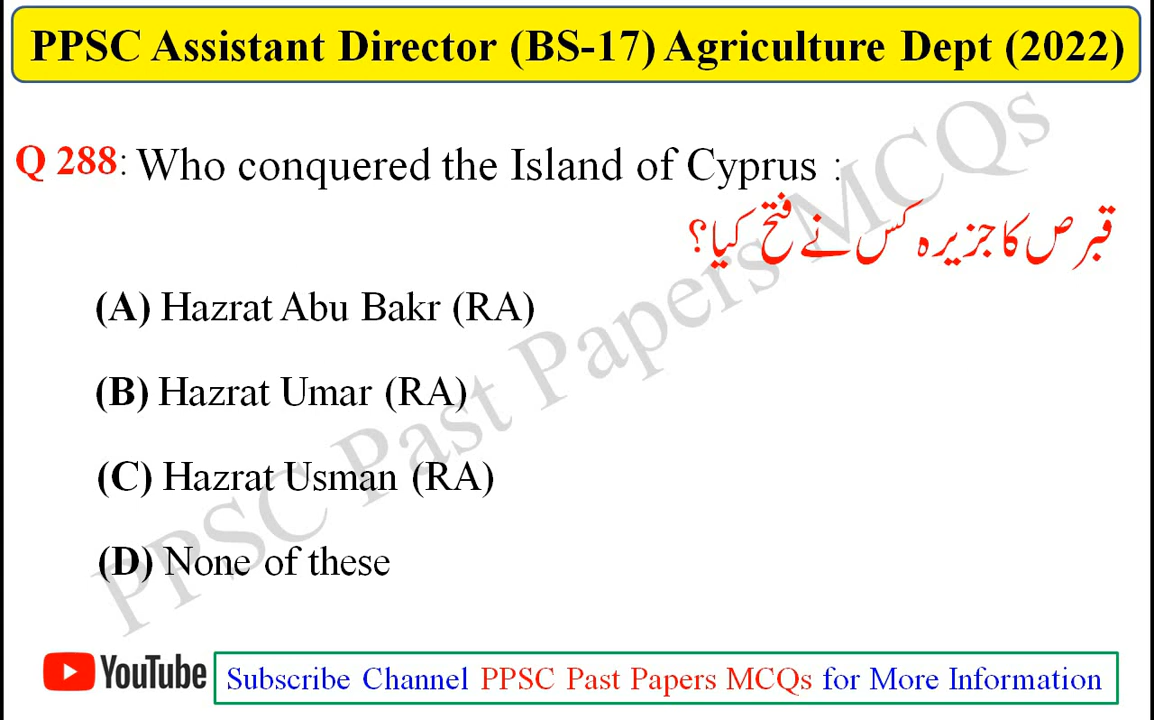 PPSC Assistant Director (BS-17) Agriculture Dept (2022)
Q 288: Who conquered the Island of Cyprus :
قبرص کا جزیرہ کس نے فتح کیا؟
(A) Hazrat Abu Bakr (RA)
(B) Hazrat Umar (RA)
(C) Hazrat Usman (RA)
(D) None of these
PPSC Past Papers MCQs
YouTube Subscribe Channel PPSC Past Papers MCQs for More Information